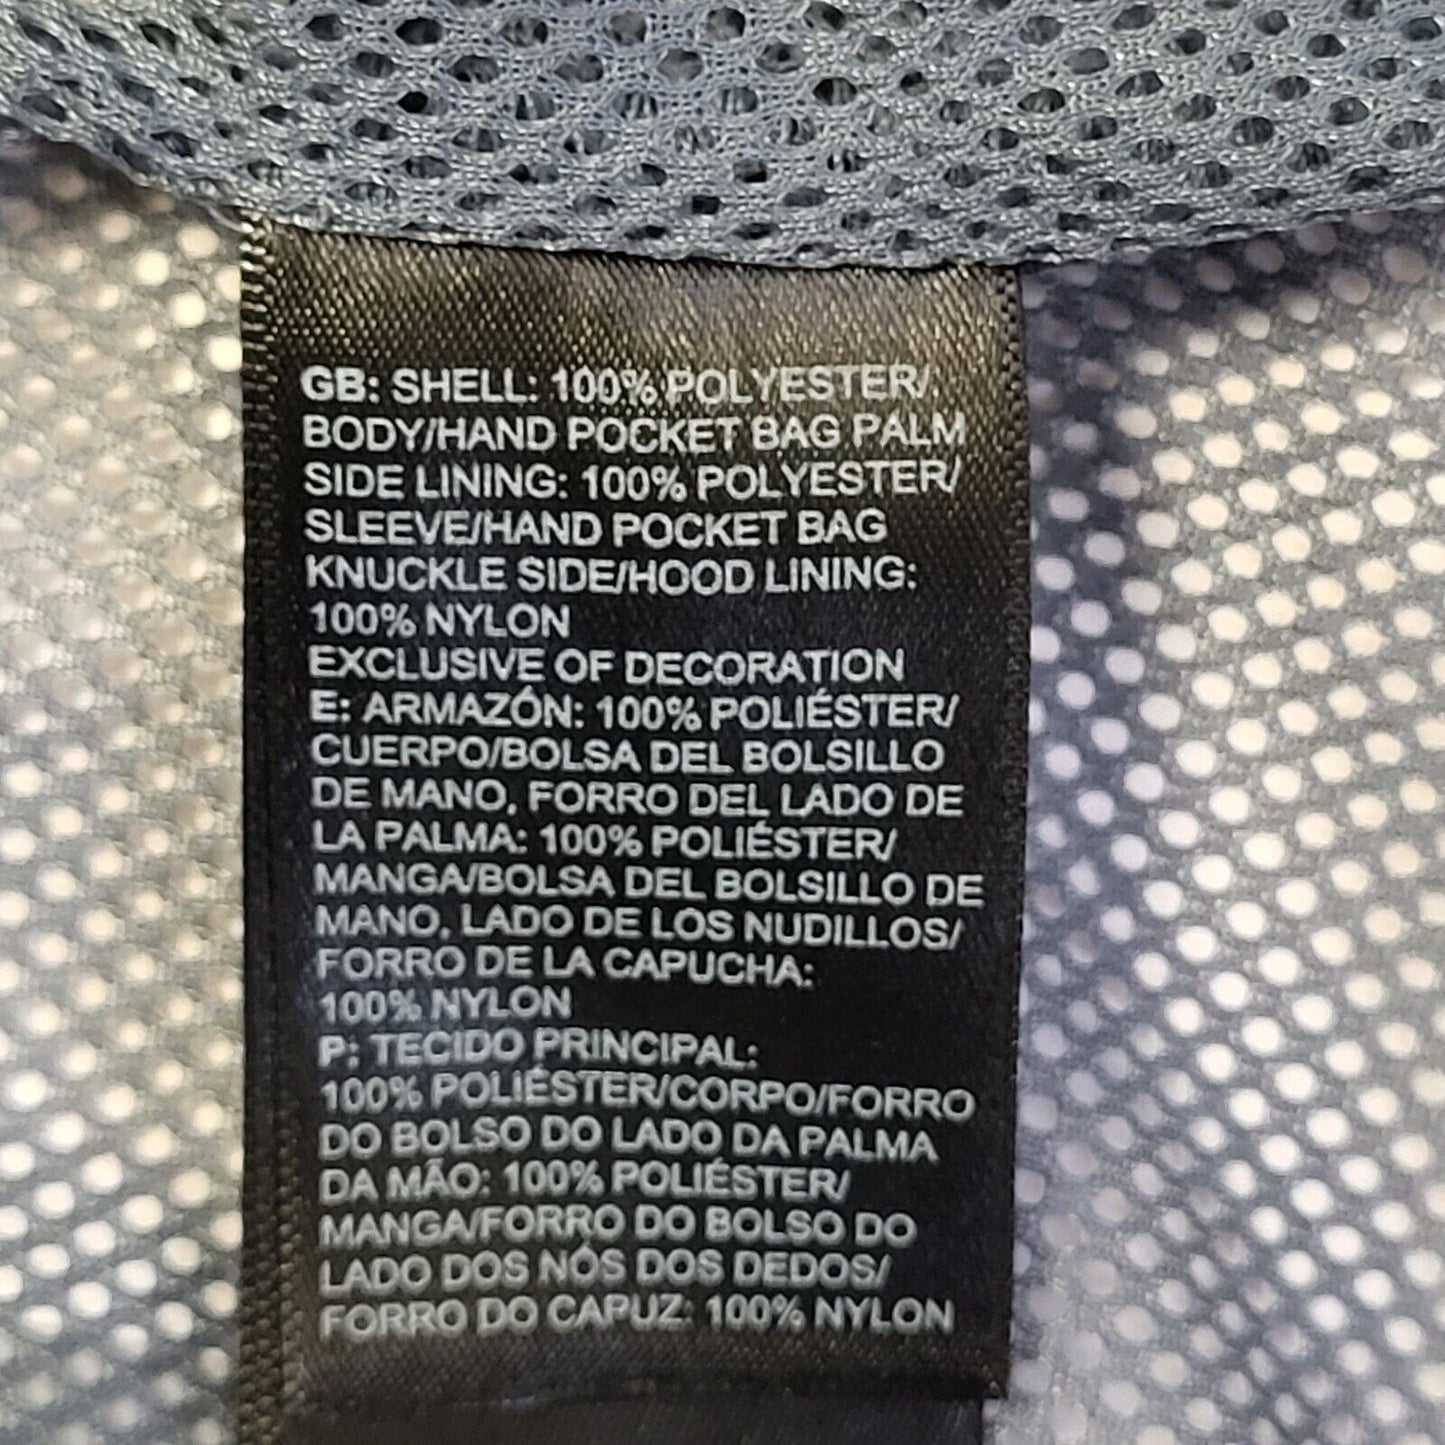 GB: SHELL: 100% POLYESTER/
BODY/HAND POCKET BAG PALM
SIDE LINING: 100% POLYESTER/
SLEEVE/HAND POCKET BAG
KNUCKLE SIDE/HOOD LINING:
100% NYLON
EXCLUSIVE OF DECORATION
E: ARMAZÓN: 100% POLIÉSTER/
CUERPO/BOLSA DEL BOLSILLO
DE MANO, FORRO DEL LADO DE
LA PALMA: 100% POLIÉSTER/
MANGA/BOLSA DEL BOLSILLO DE
MANO, LADO DE LOS NUDILLOS/
FORRO DE LA CAPUCHA:
100% NYLON
P: TECIDO PRINCIPAL:
100% POLIÉSTER/CORPO/FORRO
DO BOLSO DO LADO DA PALMA
DA MÃO: 100% POLIÉSTER/
MANGA/FORRO DO BOLSO DO
LADO DOS NÓS DOS DEDOS/
FORRO DO CAPUZ: 100% NYLON